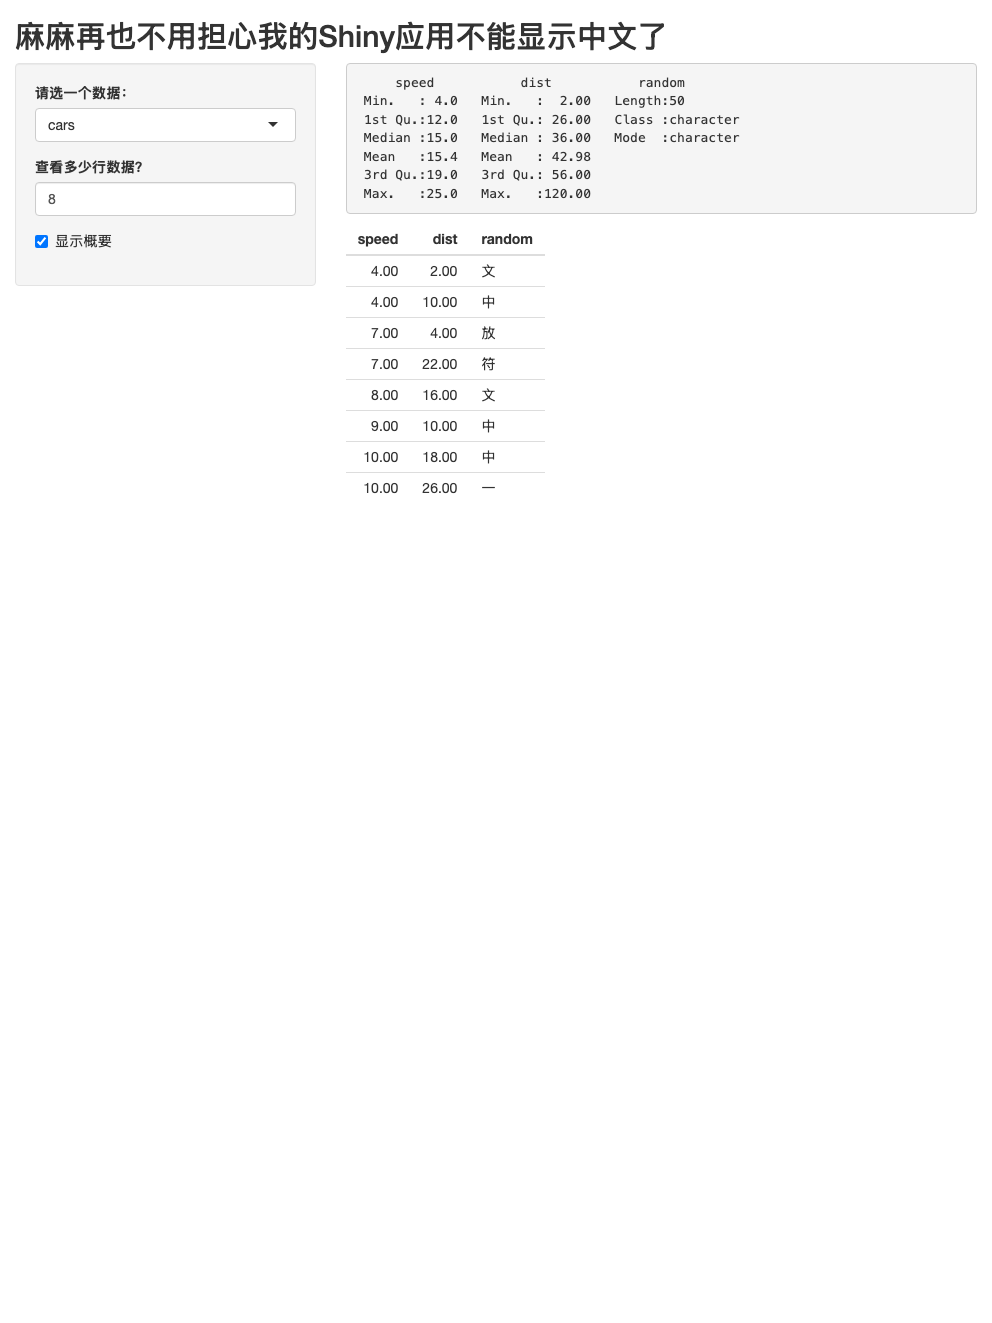 麻麻再也不用担心我的Shiny应用不能显示中文了
请选一个数据：
cars
查看多少行数据？
8
显示概要
speed dist random
Min. : 4.0 Min. : 2.00 Length:50
1st Qu.:12.0 1st Qu.: 26.00 Class :character
Median :15.0 Median : 36.00 Mode :character
Mean :15.4 Mean : 42.98
3rd Qu.:19.0 3rd Qu.: 56.00
Max. :25.0 Max. :120.00
speed dist random
4.00 2.00 文
4.00 10.00 中
7.00 4.00 放
7.00 22.00 符
8.00 16.00 文
9.00 10.00 中
10.00 18.00 中
10.00 26.00 一